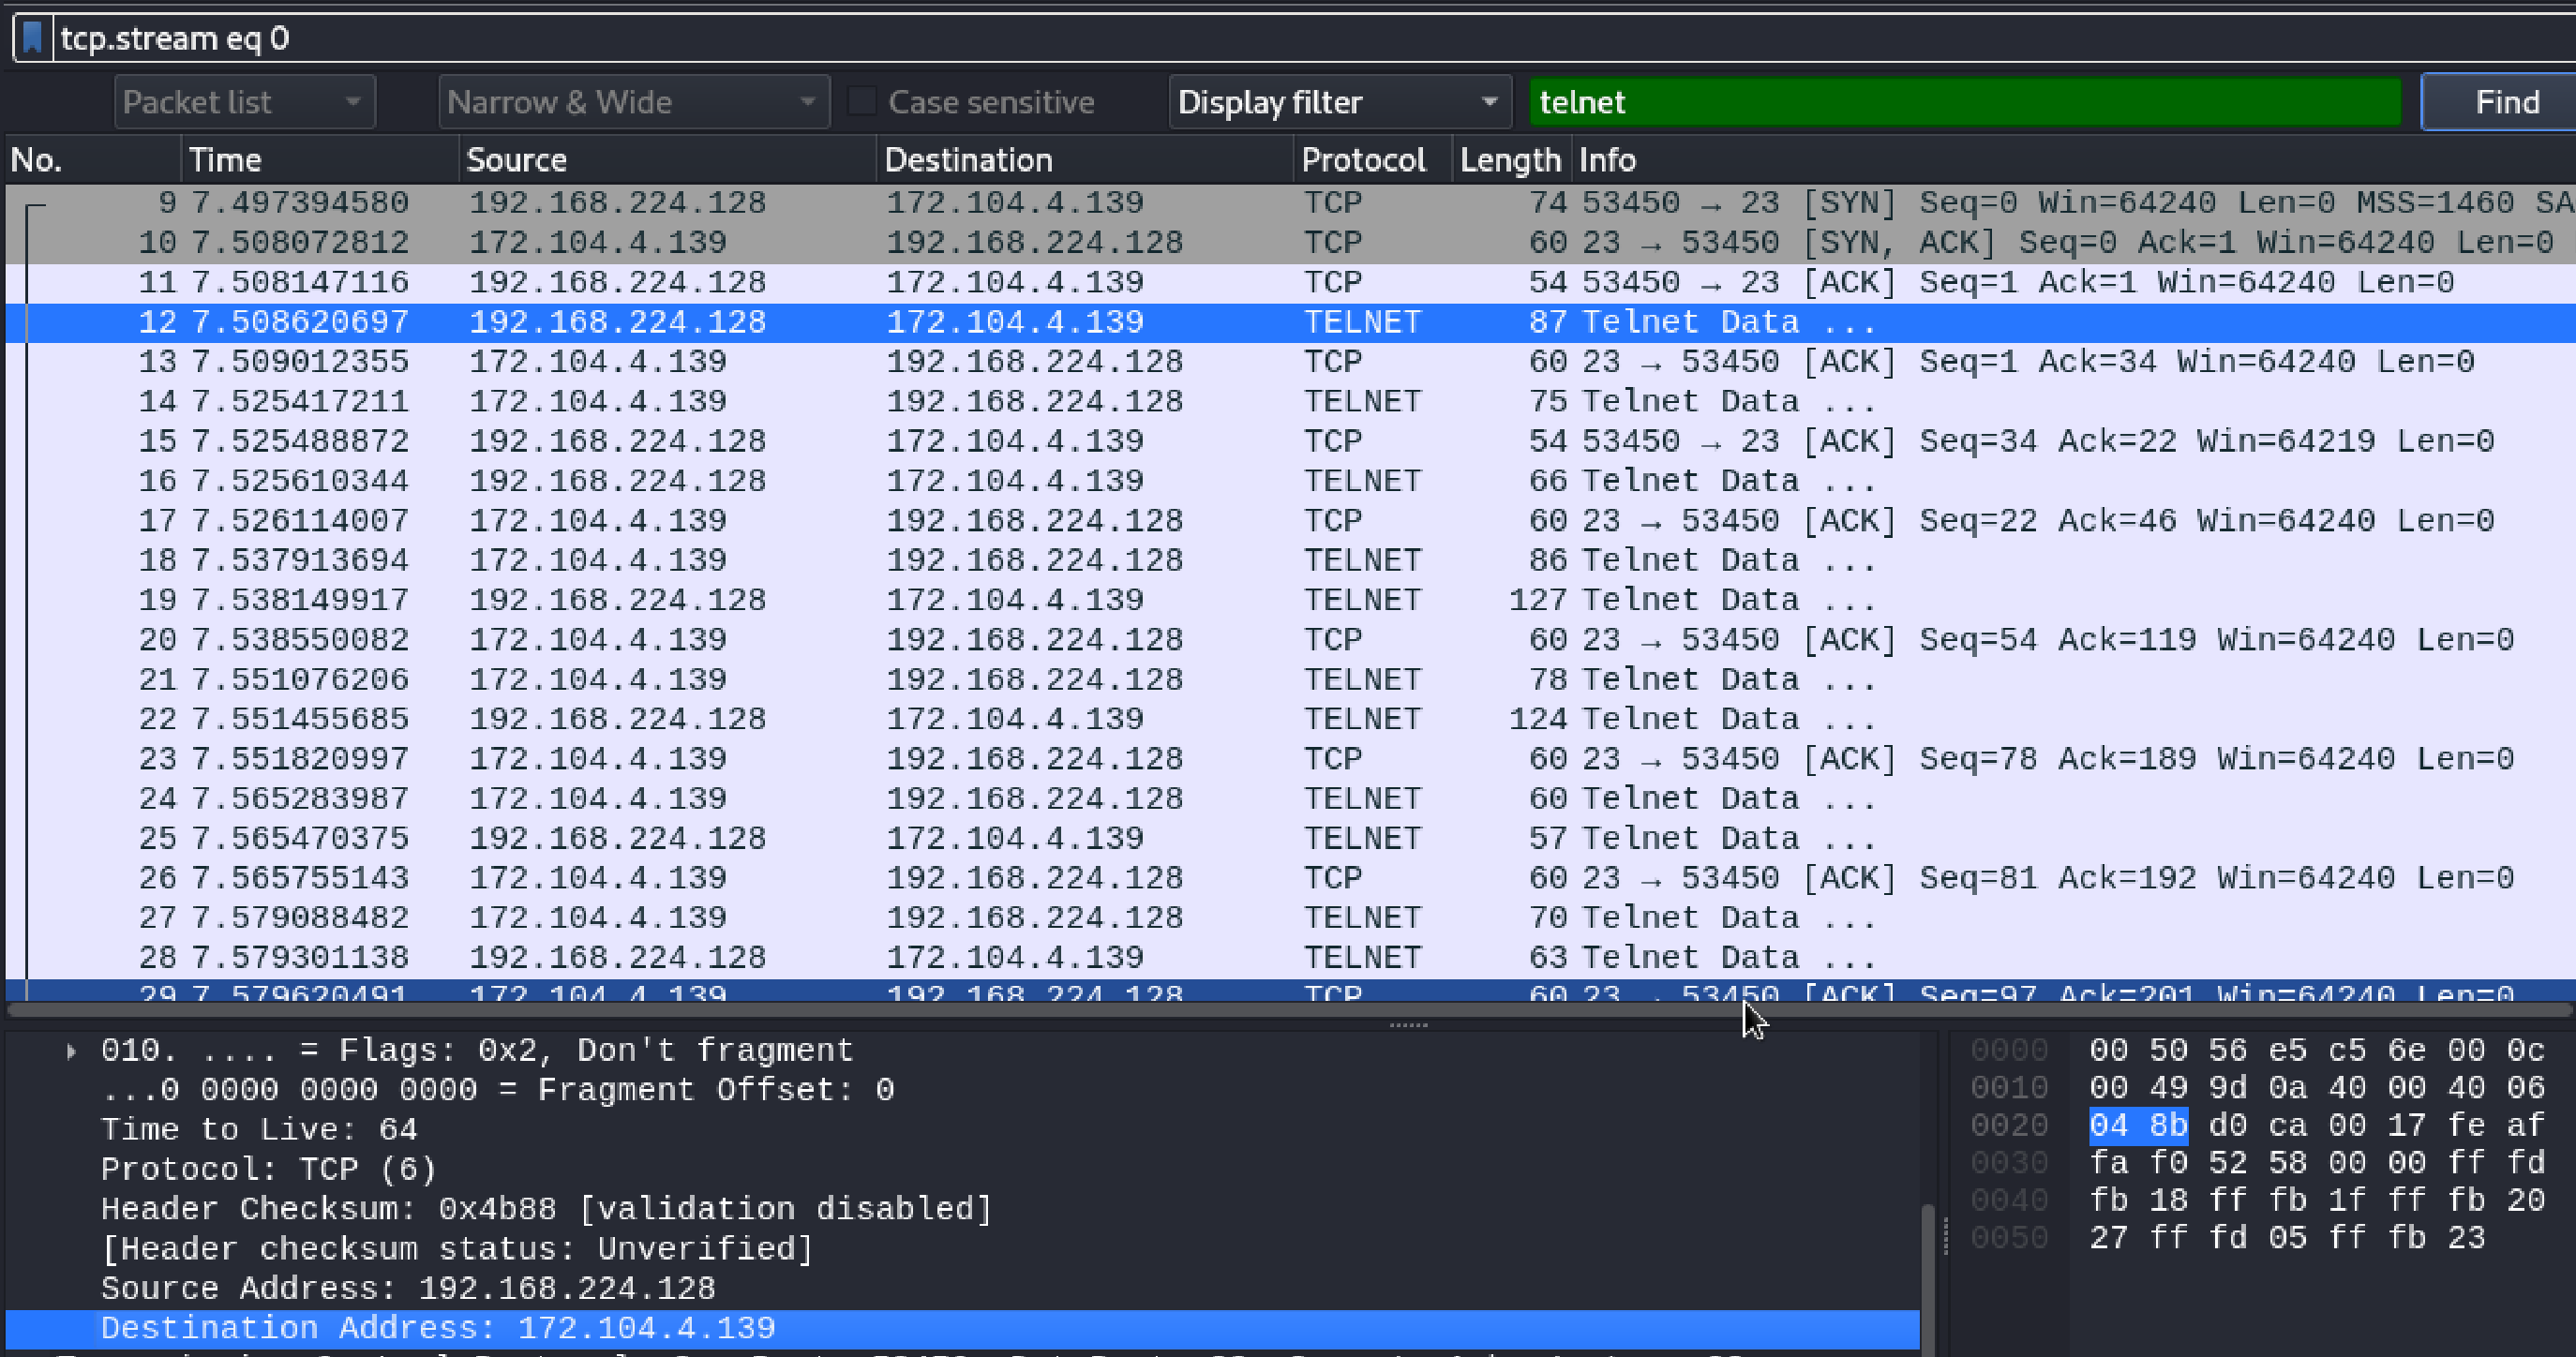 tcp.stream eq 0
Packet list Narrow & Wide Case sensitive Display filter telnet Find
No. Time Source Destination Protocol Length Info
9 7.497394580 192.168.224.128 172.104.4.139 TCP 74 53450 → 23 [SYN] Seq=0 Win=64240 Len=0 MSS=1460 SA
10 7.508072812 172.104.4.139 192.168.224.128 TCP 60 23 → 53450 [SYN, ACK] Seq=0 Ack=1 Win=64240 Len=0
11 7.508147116 192.168.224.128 172.104.4.139 TCP 54 53450 → 23 [ACK] Seq=1 Ack=1 Win=64240 Len=0
12 7.508620697 192.168.224.128 172.104.4.139 TELNET 87 Telnet Data ...
13 7.509012355 172.104.4.139 192.168.224.128 TCP 60 23 → 53450 [ACK] Seq=1 Ack=34 Win=64240 Len=0
14 7.525417211 172.104.4.139 192.168.224.128 TELNET 75 Telnet Data ...
15 7.525488872 192.168.224.128 172.104.4.139 TCP 54 53450 → 23 [ACK] Seq=34 Ack=22 Win=64219 Len=0
16 7.525610344 192.168.224.128 172.104.4.139 TELNET 66 Telnet Data ...
17 7.526114007 172.104.4.139 192.168.224.128 TCP 60 23 → 53450 [ACK] Seq=22 Ack=46 Win=64240 Len=0
18 7.537913694 172.104.4.139 192.168.224.128 TELNET 86 Telnet Data ...
19 7.538149917 192.168.224.128 172.104.4.139 TELNET 127 Telnet Data ...
20 7.538550082 172.104.4.139 192.168.224.128 TCP 60 23 → 53450 [ACK] Seq=54 Ack=119 Win=64240 Len=0
21 7.551076206 172.104.4.139 192.168.224.128 TELNET 78 Telnet Data ...
22 7.551455685 192.168.224.128 172.104.4.139 TELNET 124 Telnet Data ...
23 7.551820997 172.104.4.139 192.168.224.128 TCP 60 23 → 53450 [ACK] Seq=78 Ack=189 Win=64240 Len=0
24 7.565283987 172.104.4.139 192.168.224.128 TELNET 60 Telnet Data ...
25 7.565470375 192.168.224.128 172.104.4.139 TELNET 57 Telnet Data ...
26 7.565755143 172.104.4.139 192.168.224.128 TCP 60 23 → 53450 [ACK] Seq=81 Ack=192 Win=64240 Len=0
27 7.579088482 172.104.4.139 192.168.224.128 TELNET 70 Telnet Data ...
28 7.579301138 192.168.224.128 172.104.4.139 TELNET 63 Telnet Data ...
29 7.579620491 172.104.4.139 192.168.224.128 TCP 60 23 → 53450 [ACK] Seq=97 Ack=201 Win=64240 Len=0
010. .... = Flags: 0x2, Don't fragment
...0 0000 0000 0000 = Fragment Offset: 0
Time to Live: 64
Protocol: TCP (6)
Header Checksum: 0x4b88 [validation disabled]
[Header checksum status: Unverified]
Source Address: 192.168.224.128
Destination Address: 172.104.4.139
0000 00 50 56 e5 c5 6e 00 0c
0010 00 49 9d 0a 40 00 40 06
0020 04 8b d0 ca 00 17 fe af
0030 fa f0 52 58 00 00 ff fd
0040 fb 18 ff fb 1f ff fb 20
0050 27 ff fd 05 ff fb 23